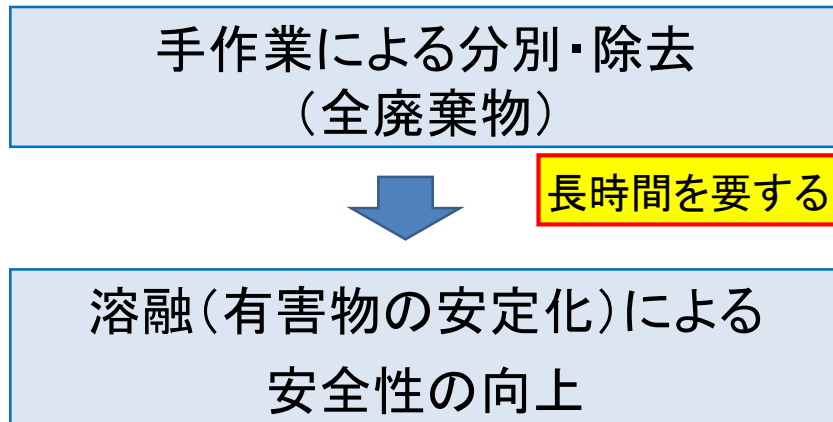 手作業による分別・除去
（全廃棄物）
長時間を要する
溶融（有害物の安定化）による
安全性の向上